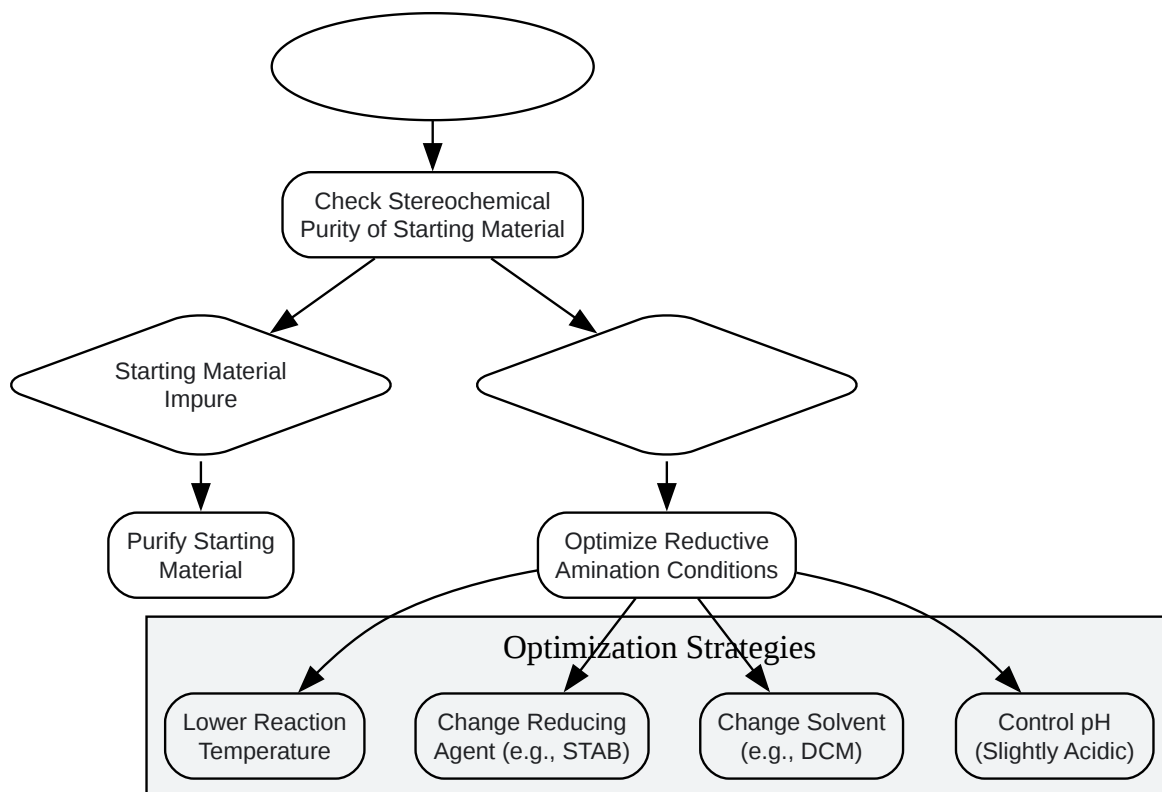 Check Stereochemical
Purity of Starting Material
Starting Material
Impure
Purify Starting
Material
Optimize Reductive
Amination Conditions
Optimization Strategies
Lower Reaction
Temperature
Change Reducing
Agent (e.g., STAB)
Change Solvent
(e.g., DCM)
Control pH
(Slightly Acidic)